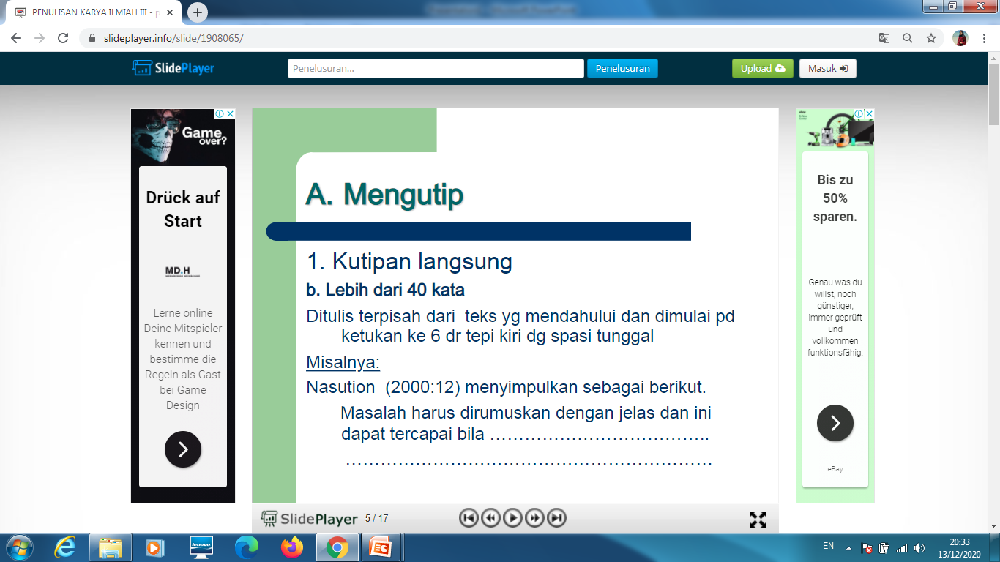 PENULISAN KARYA ILMIAH III - p
slideplayer.info/slide/1908065/
SlidePlayer
Penelusuran...
Penelusuran
Upload
Masuk
Game over?
Drück auf
Start
MD.H
Lerne online
Deine Mitspieler
kennen und
bestimme die
Regeln als Gast
bei Game
Design
A. Mengutip
1. Kutipan langsung
b. Lebih dari 40 kata
Ditulis terpisah dari teks yg mendahului dan dimulai pd
ketukan ke 6 dr tepi kiri dg spasi tunggal
Misalnya:
Nasution (2000:12) menyimpulkan sebagai berikut.
Masalah harus dirumuskan dengan jelas dan ini
dapat tercapai bila ……………………………….
………………………………………………………
Bis zu
50%
sparen.
Genau was du
willst, noch
günstiger,
immer geprüft
und
vollkommen
funktionsfähig.
eBay
SlidePlayer
5 / 17
lenovo
EN
20:33
13/12/2020